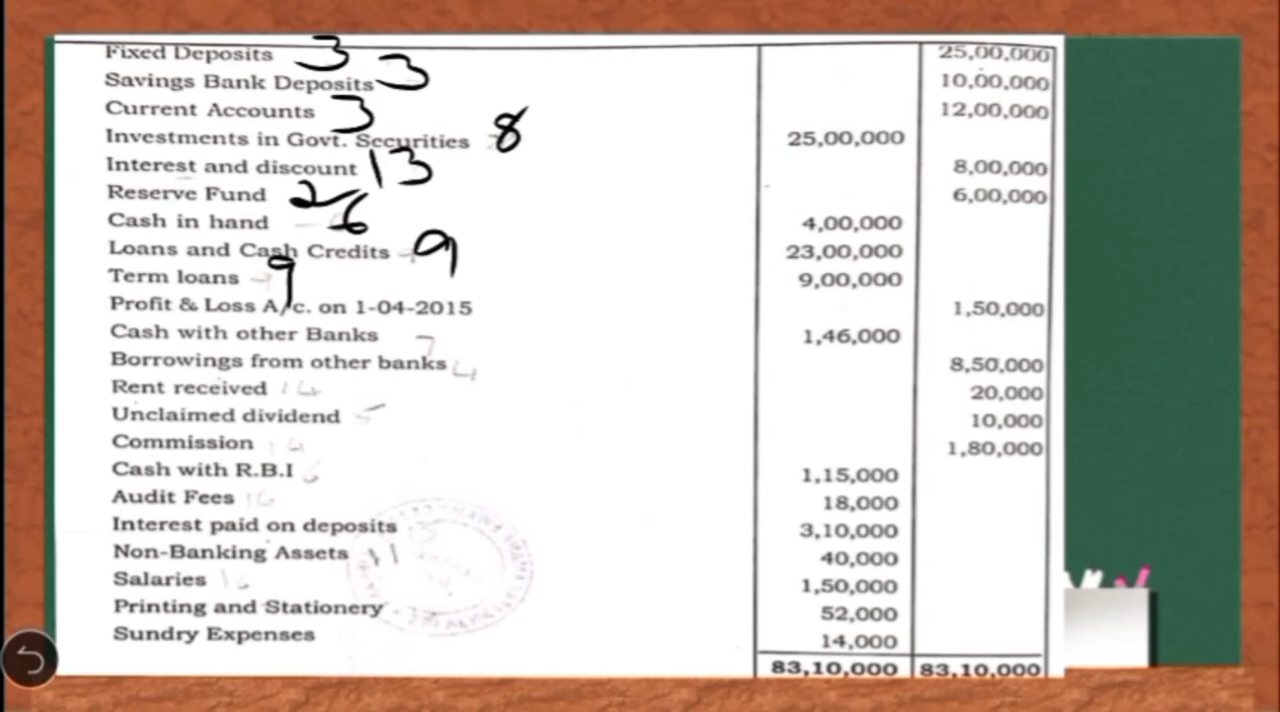 Fixed Deposits 3 25,00,000
Savings Bank Deposits 3 10,00,000
Current Accounts 3 12,00,000
Investments in Govt. Securities 8 25,00,000
Interest and discount 13 8,00,000
Reserve Fund 2 6,00,000
Cash in hand 6 4,00,000
Loans and Cash Credits 9 23,00,000
Term loans 9 9,00,000
Profit & Loss A/c. on 1-04-2015 1,50,000
Cash with other Banks 7 1,46,000
Borrowings from other banks 4 8,50,000
Rent received 14 20,000
Unclaimed dividend 5 10,000
Commission 14 1,80,000
Cash with R.B.I 6 1,15,000
Audit Fees 16 18,000
Interest paid on deposits 3,10,000
Non-Banking Assets 11 40,000
Salaries 1,50,000
Printing and Stationery 52,000
Sundry Expenses 14,000
83,10,000 83,10,000